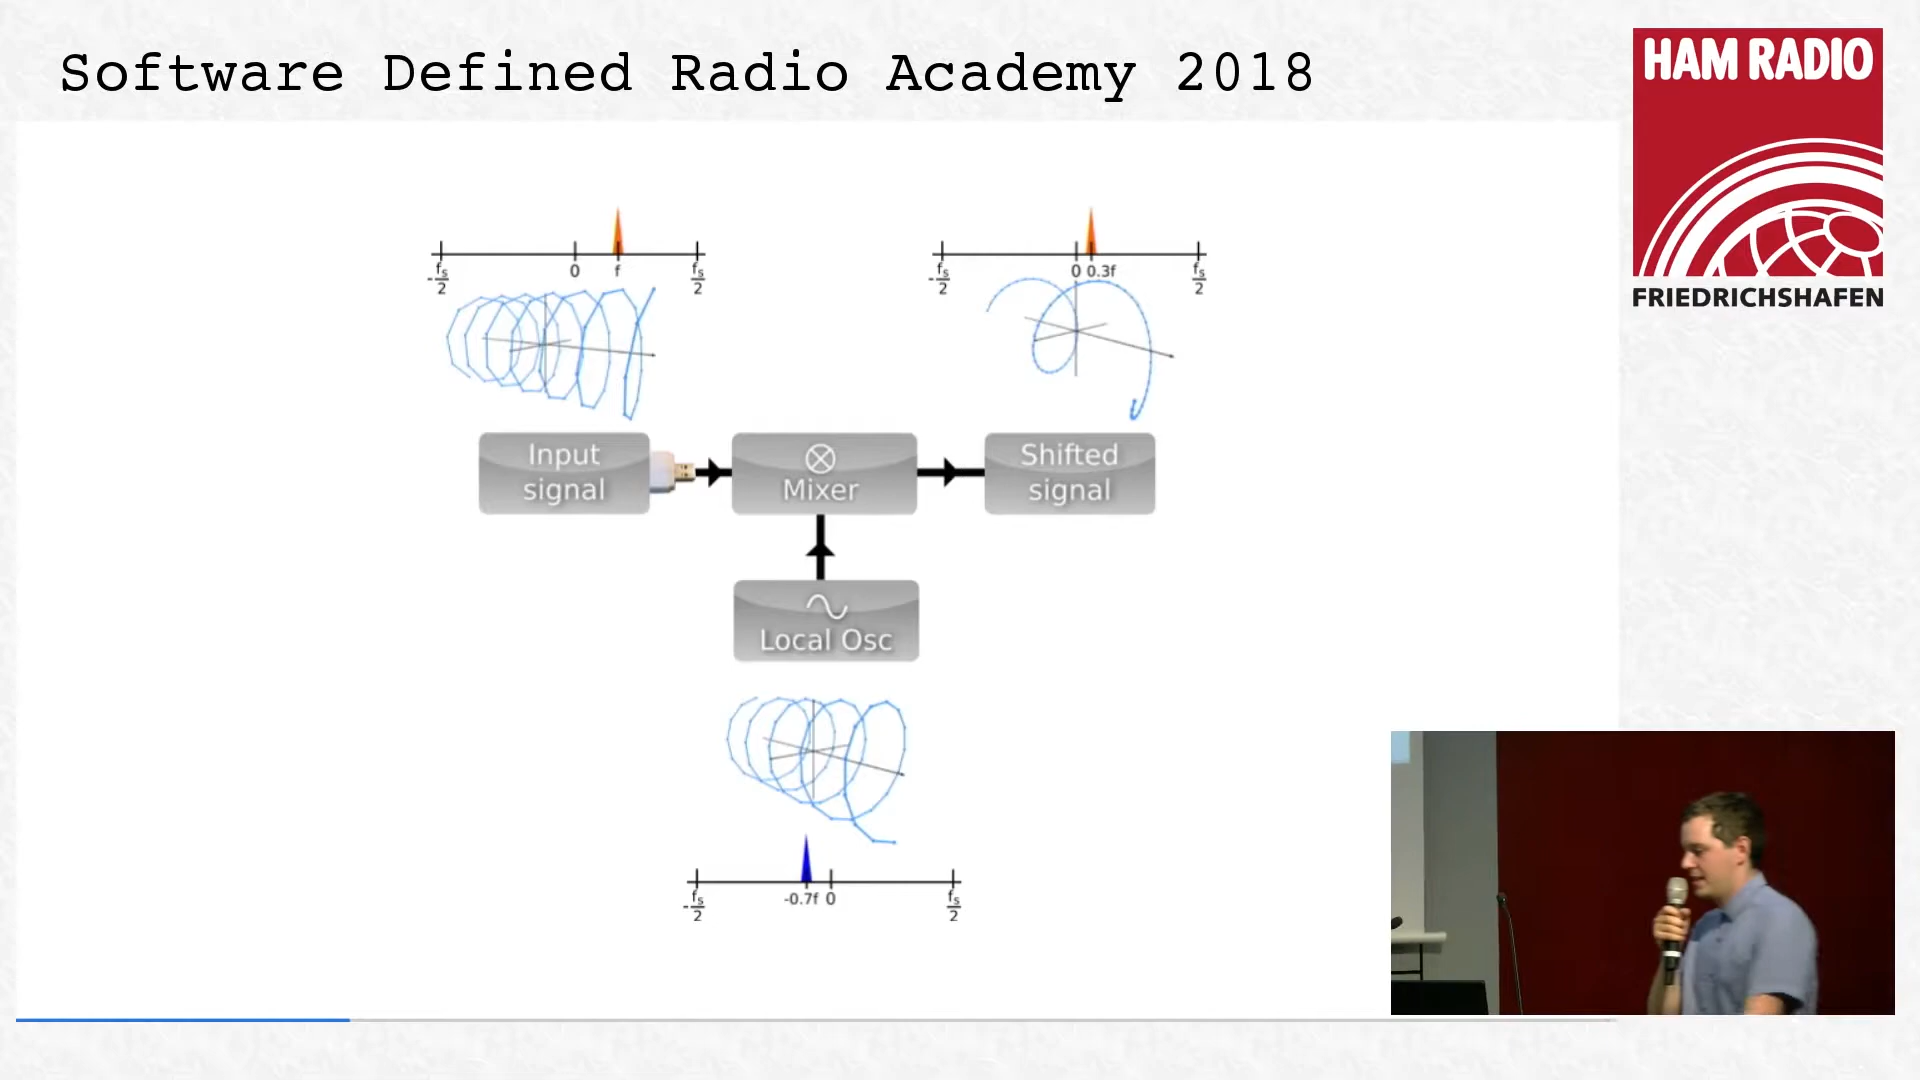 Software Defined Radio Academy 2018
HAM RADIO
FRIEDRICHSHAFEN
-fs/2 0 f fs/2
-fs/2 0 0.3f fs/2
Input
signal
⊗
Mixer
Shifted
signal
Local Osc
-fs/2 -0.7f 0 fs/2